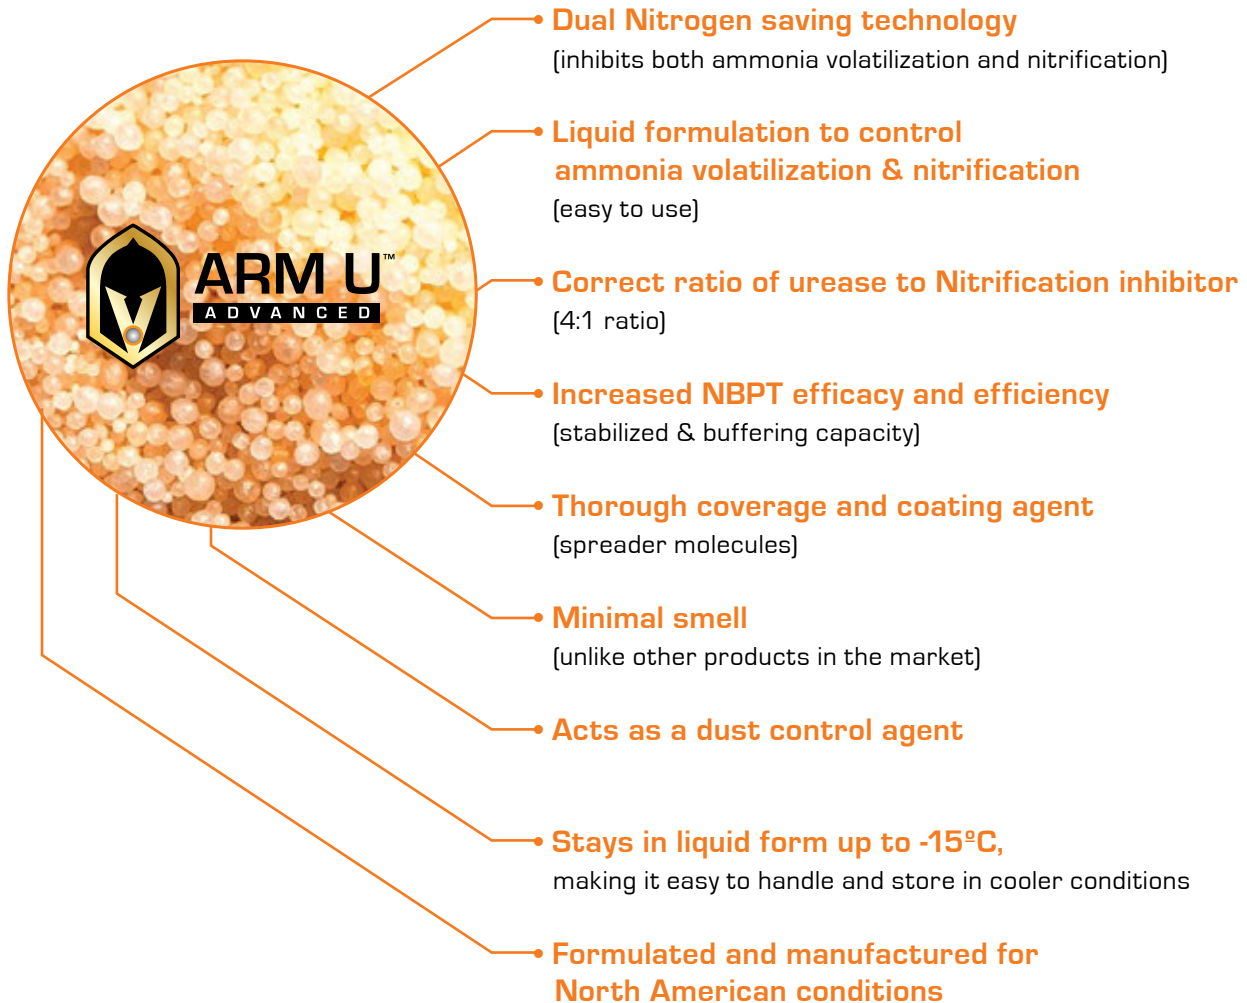 Dual Nitrogen saving technology
(inhibits both ammonia volatilization and nitrification)
Liquid formulation to control
ammonia volatilization & nitrification
(easy to use)
ARM U™
ADVANCED
Correct ratio of urease to Nitrification inhibitor
(4:1 ratio)
Increased NBPT efficacy and efficiency
(stabilized & buffering capacity)
Thorough coverage and coating agent
(spreader molecules)
Minimal smell
(unlike other products in the market)
Acts as a dust control agent
Stays in liquid form up to -15ºC,
making it easy to handle and store in cooler conditions
Formulated and manufactured for
North American conditions